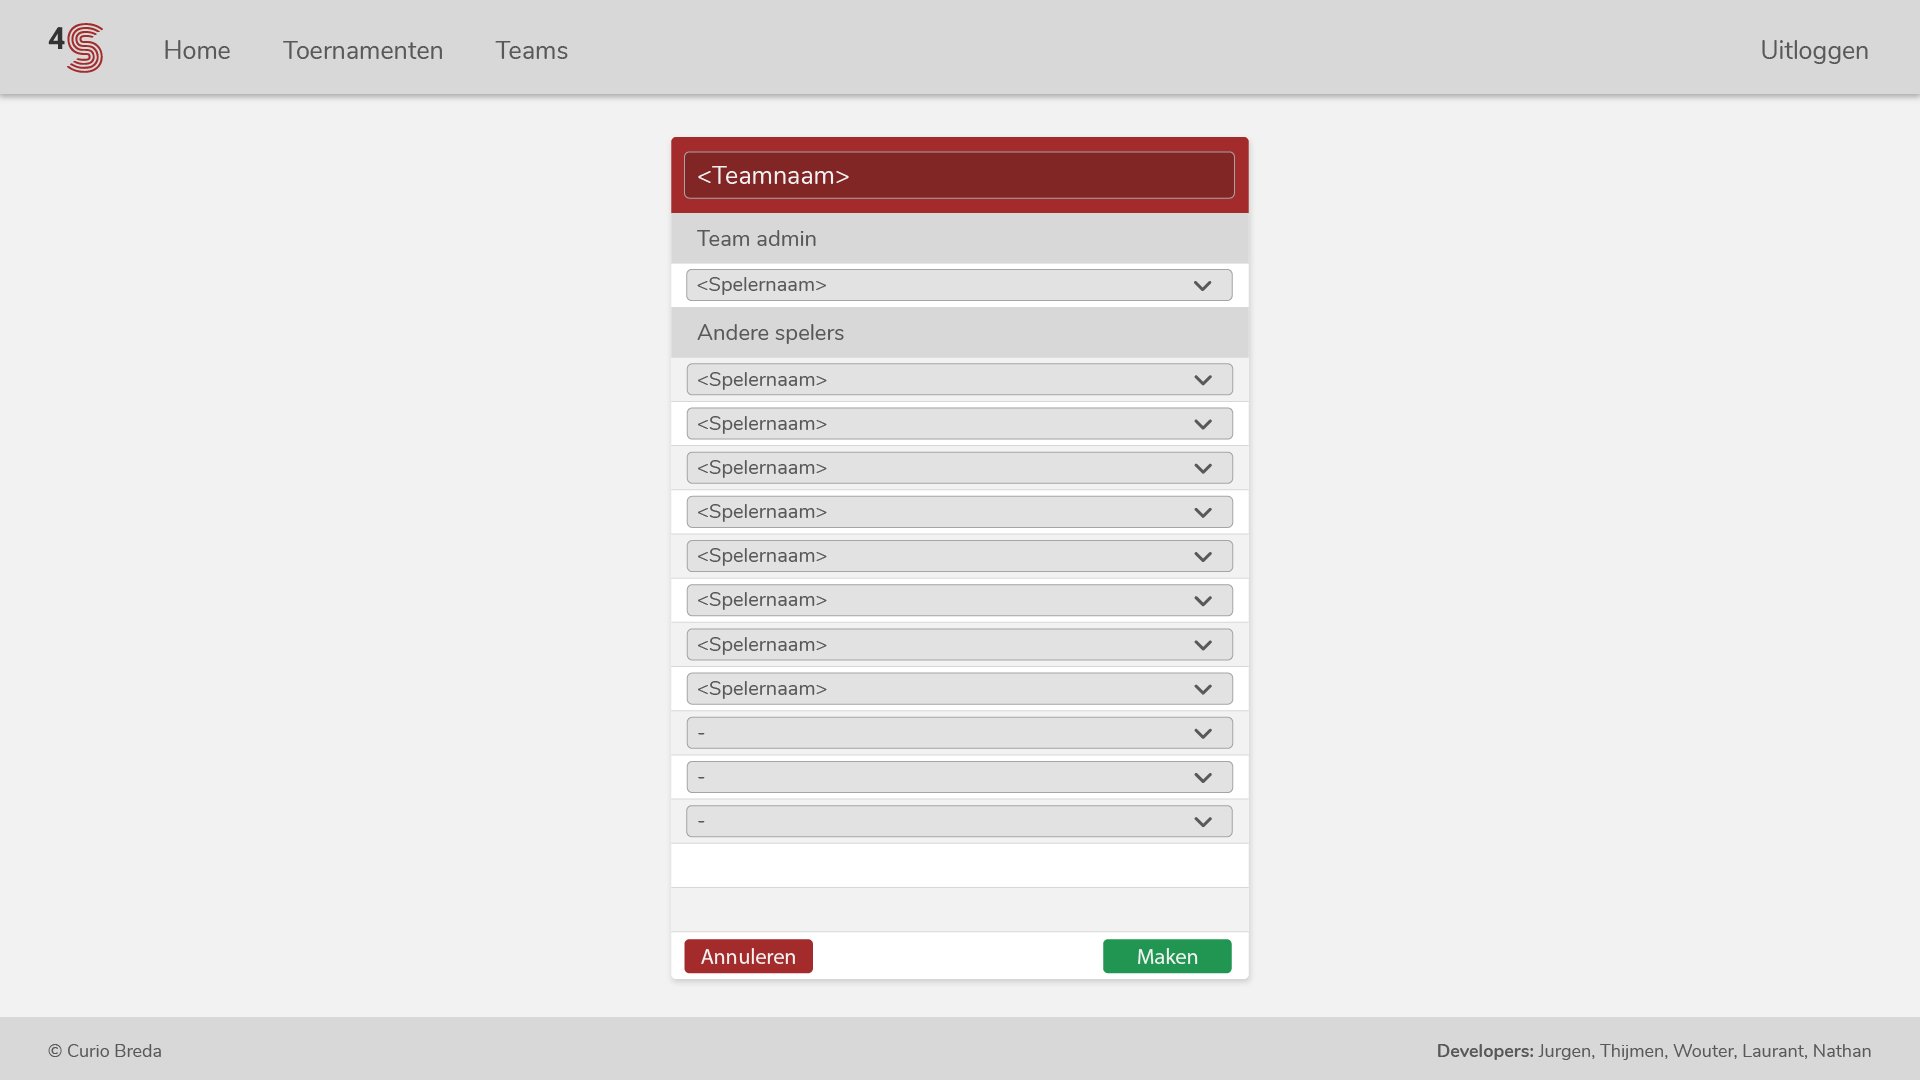 4S
Home
Toernamenten
Teams
Uitloggen
<Teamnaam>
Team admin
<Spelernaam>
Andere spelers
<Spelernaam>
<Spelernaam>
<Spelernaam>
<Spelernaam>
<Spelernaam>
<Spelernaam>
<Spelernaam>
<Spelernaam>
-
-
-
Annuleren
Maken
© Curio Breda
Developers: Jurgen, Thijmen, Wouter, Laurant, Nathan